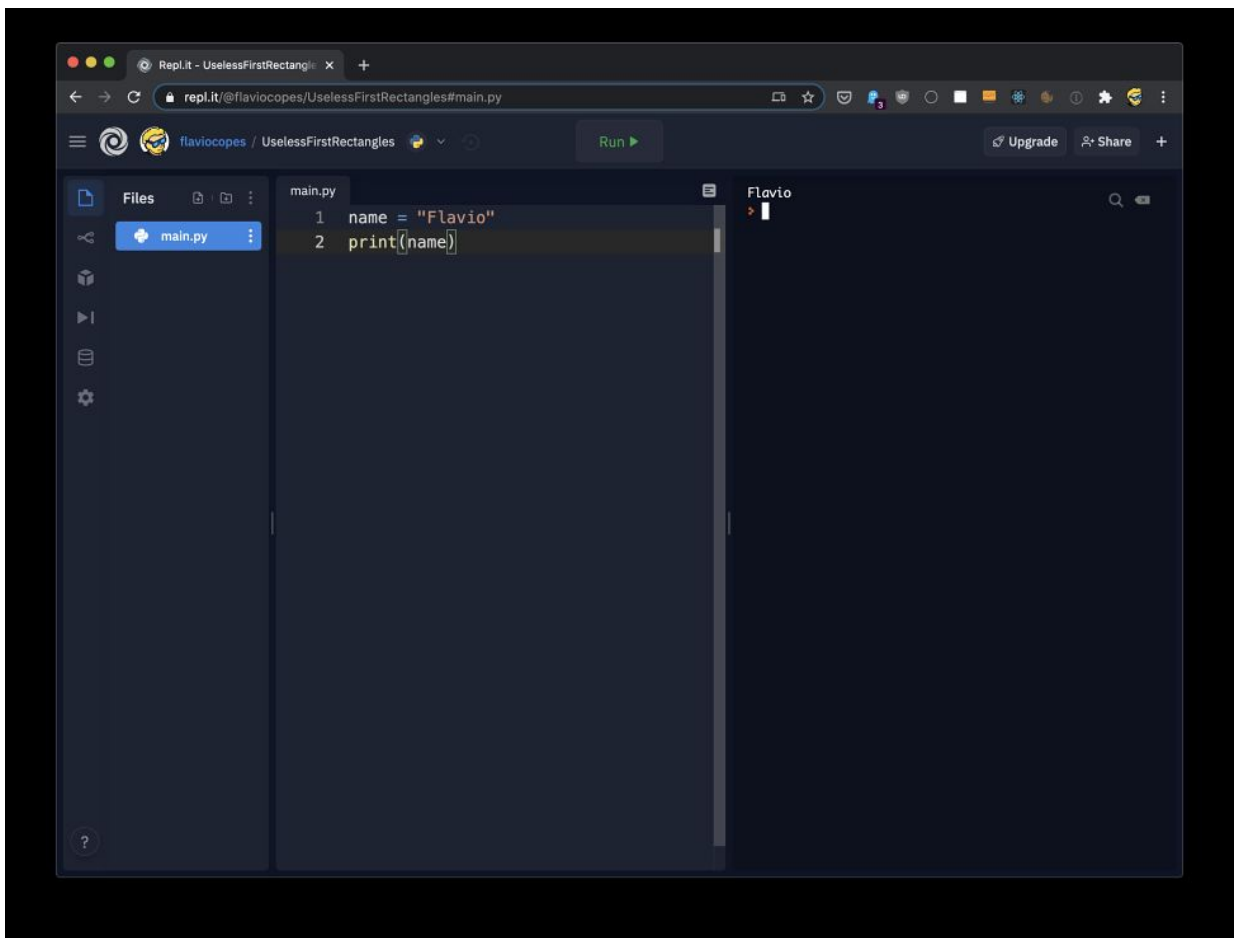 Repl.it - UselessFirstRectangle
repl.it/@flaviocopes/UselessFirstRectangles#main.py
3
flaviocopes / UselessFirstRectangles
Run
Upgrade
Share
Files
main.py
main.py
1 name = "Flavio"
2 print(name)
Flavio
>
?